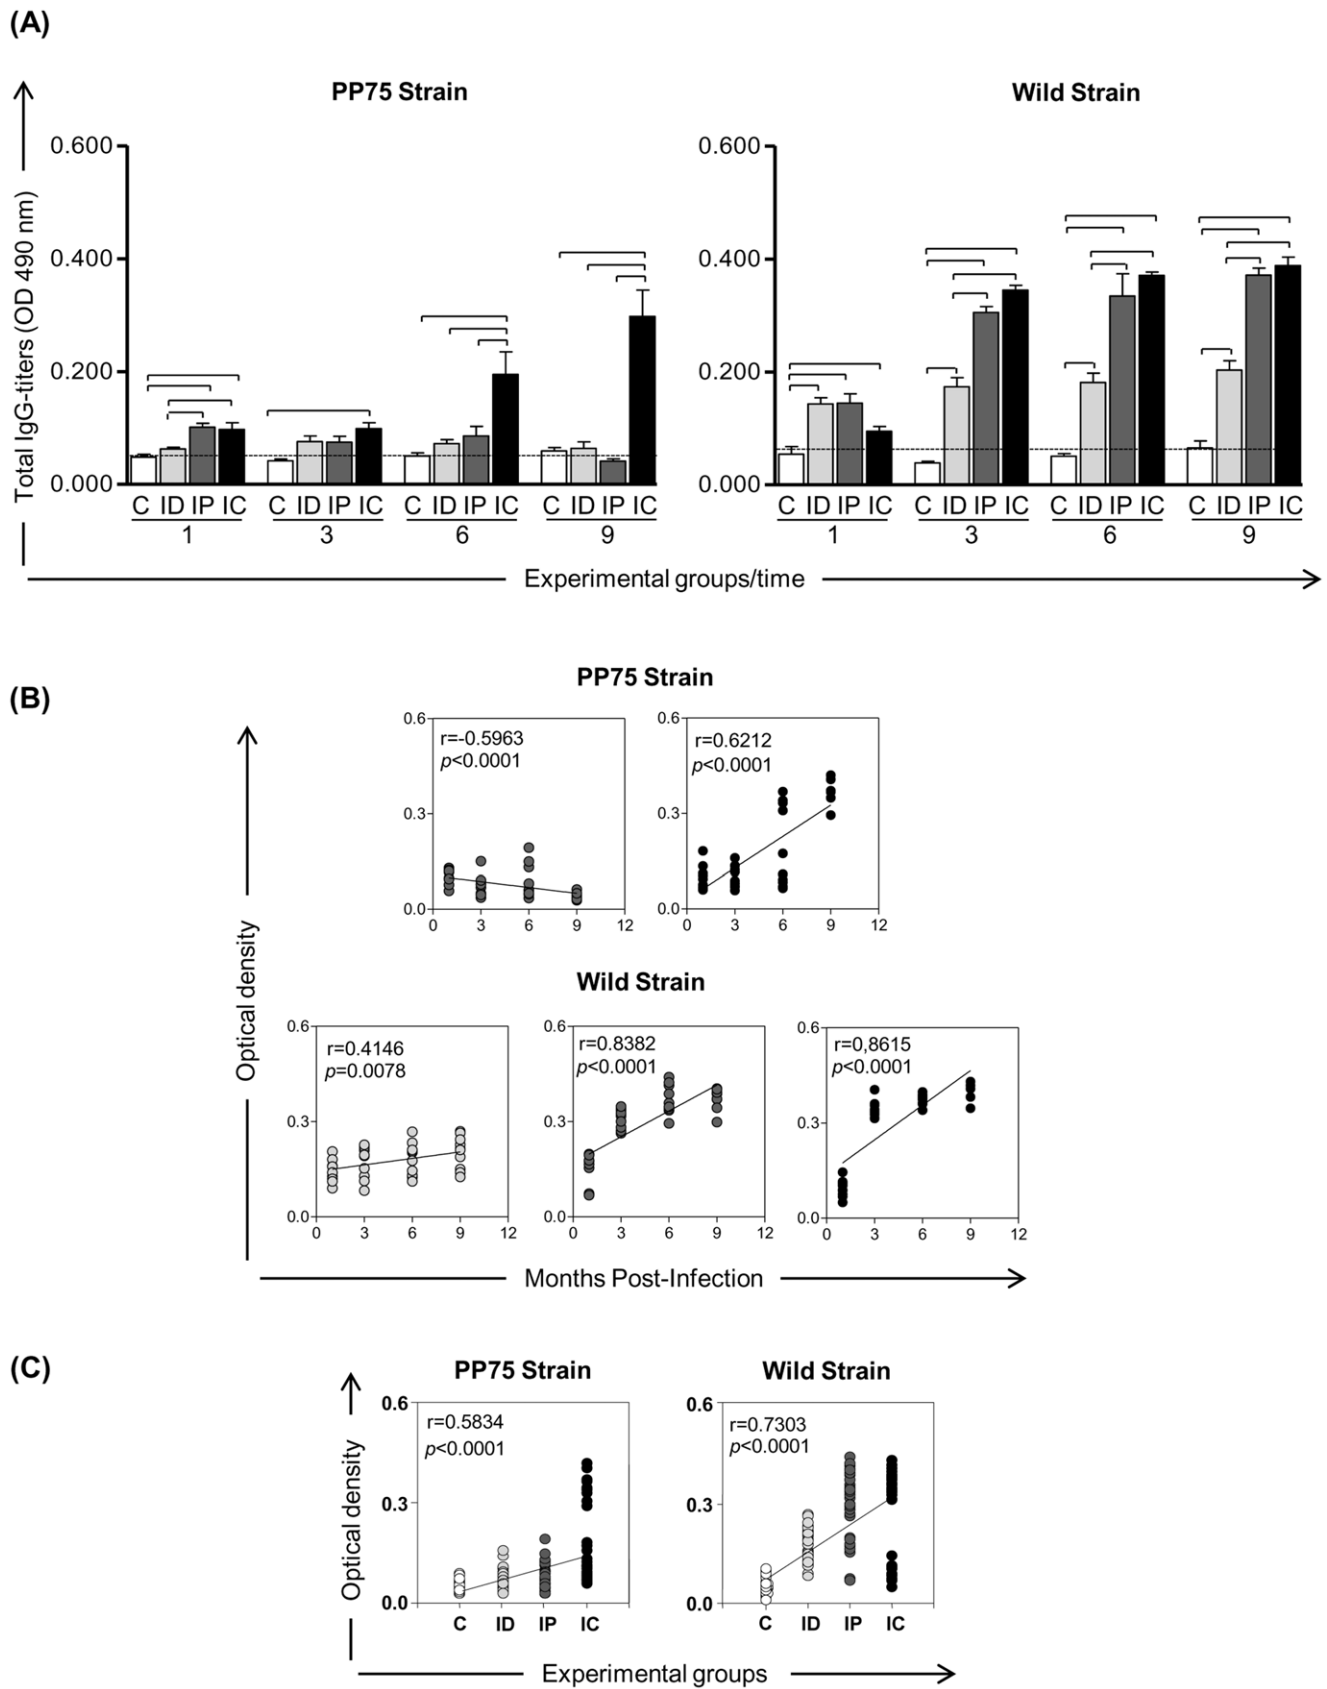 (A)
PP75 Strain
Wild Strain
Total IgG-titers (OD 490 nm)
0.600
0.400
0.200
0.000
C ID IP IC C ID IP IC C ID IP IC C ID IP IC
1 3 6 9
0.600
0.400
0.200
0.000
C ID IP IC C ID IP IC C ID IP IC C ID IP IC
1 3 6 9
Experimental groups/time
(B)
PP75 Strain
Optical density
0.6
0.3
0.0
r=-0.5963
p<0.0001
0 3 6 9 12
0.6
0.3
0.0
r=0.6212
p<0.0001
0 3 6 9 12
Wild Strain
0.6
0.3
0.0
r=0.4146
p=0.0078
0 3 6 9 12
0.6
0.3
0.0
r=0.8382
p<0.0001
0 3 6 9 12
0.6
0.3
0.0
r=0,8615
p<0.0001
0 3 6 9 12
Months Post-Infection
(C)
PP75 Strain
Wild Strain
Optical density
0.6
0.3
0.0
r=0.5834
p<0.0001
C ID IP IC
0.6
0.3
0.0
r=0.7303
p<0.0001
C ID IP IC
Experimental groups